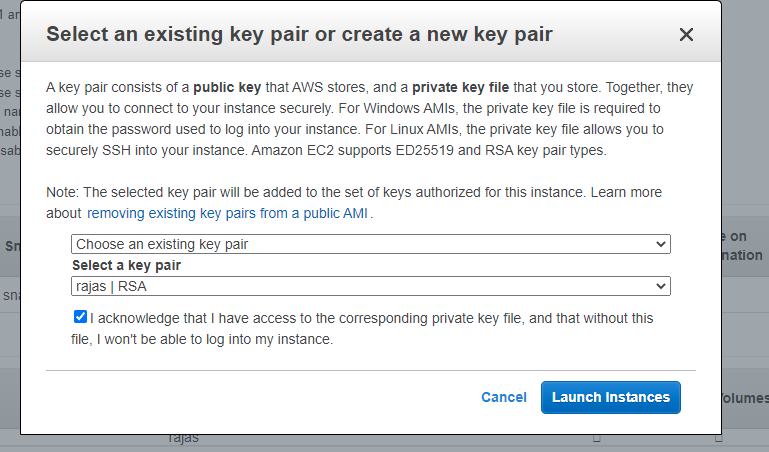 Select an existing key pair or create a new key pair
A key pair consists of a public key that AWS stores, and a private key file that you store. Together, they
allow you to connect to your instance securely. For Windows AMIs, the private key file is required to
obtain the password used to log into your instance. For Linux AMIs, the private key file allows you to
securely SSH into your instance. Amazon EC2 supports ED25519 and RSA key pair types.
Note: The selected key pair will be added to the set of keys authorized for this instance. Learn more
about removing existing key pairs from a public AMI.
Choose an existing key pair
Select a key pair
rajas | RSA
I acknowledge that I have access to the corresponding private key file, and that without this
file, I won't be able to log into my instance.
Cancel
Launch Instances
on
Volumes
rajas